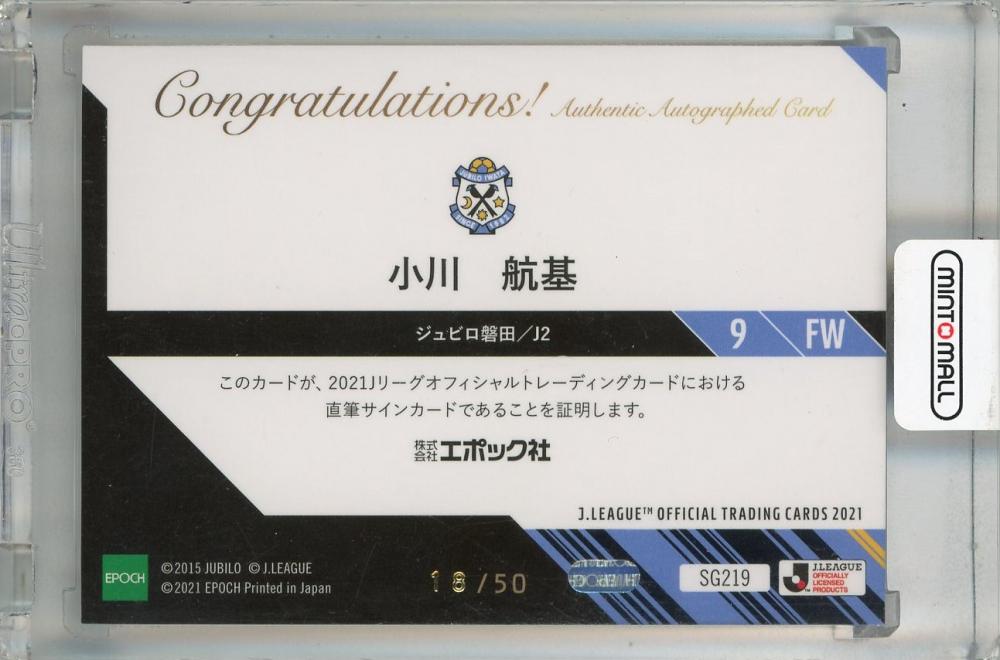 Congratulations! Authentic Autographed Card
JUBILO IWATA
SINCE
小川 航基
ジュビロ磐田/J2
9
FW
このカードが、2021Jリーグオフィシャルトレーディングカードにおける
直筆サインカードであることを証明します。
株式会社エポック社
J.LEAGUE™ OFFICIAL TRADING CARDS 2021
EPOCH
©2015 JUBILO ©J.LEAGUE
©2021 EPOCH Printed in Japan
18/50
SG219
J.LEAGUE
OFFICIALLY
LICENSED
PRODUCTS
MINT MALL
UltraPRO